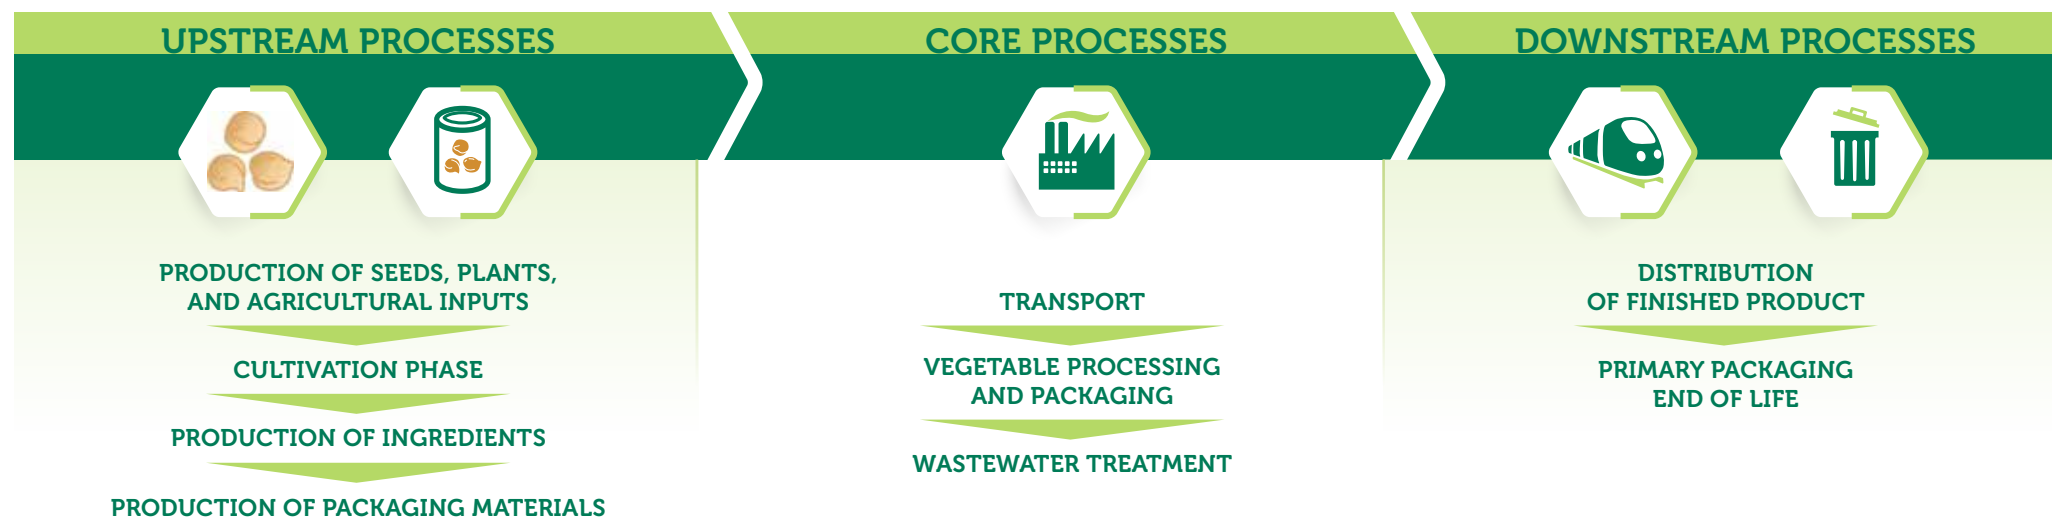 UPSTREAM PROCESSES
PRODUCTION OF SEEDS, PLANTS,
AND AGRICULTURAL INPUTS
CULTIVATION PHASE
PRODUCTION OF INGREDIENTS
PRODUCTION OF PACKAGING MATERIALS
CORE PROCESSES
TRANSPORT
VEGETABLE PROCESSING
AND PACKAGING
WASTEWATER TREATMENT
DOWNSTREAM PROCESSES
DISTRIBUTION
OF FINISHED PRODUCT
PRIMARY PACKAGING
END OF LIFE